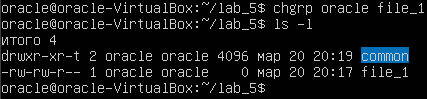 oracle@oracle-VirtualBox:~/lab_5$ chgrp oracle file_1
oracle@oracle-VirtualBox:~/lab_5$ ls -l
итого 4
drwxr-xr-t 2 oracle oracle 4096 мар 20 20:19 common
-rw-rw-r-- 1 oracle oracle    0 мар 20 20:17 file_1
oracle@oracle-VirtualBox:~/lab_5$